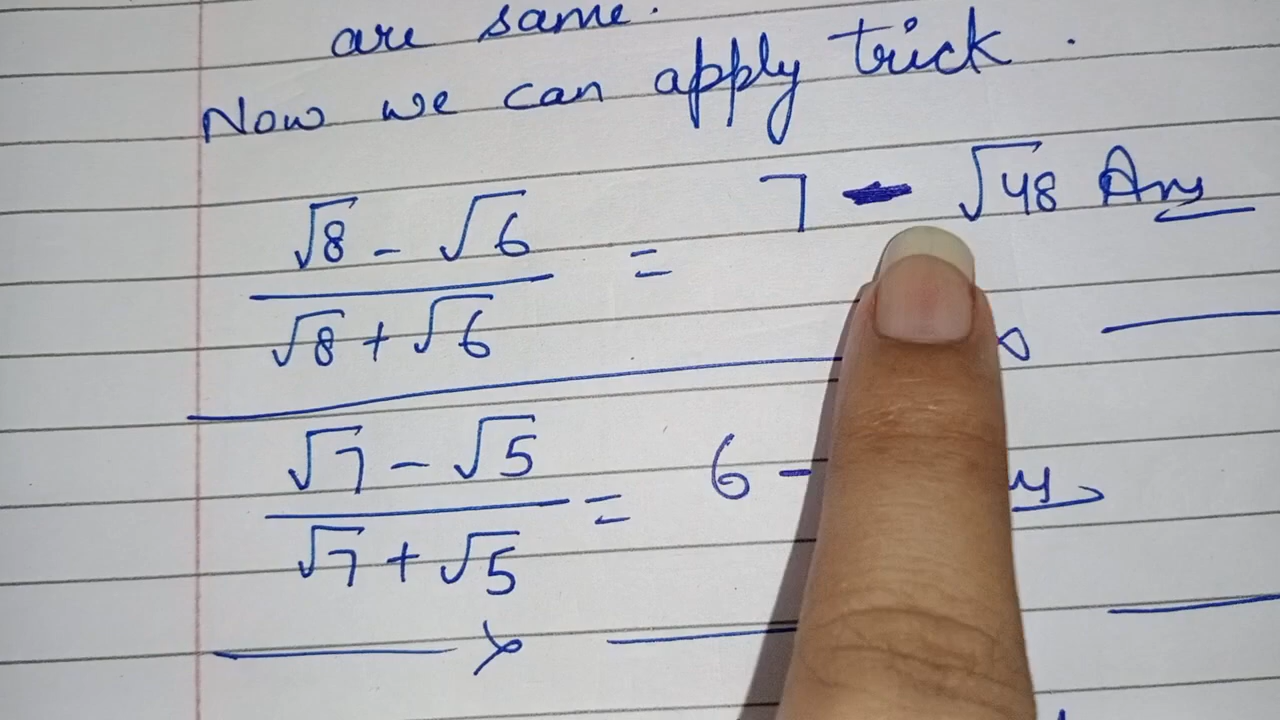 are same.
Now we can apply trick.
√8 - √6 / √8 + √6 = 7 - √48 Ans
√7 - √5 / √7 + √5 = 6 -